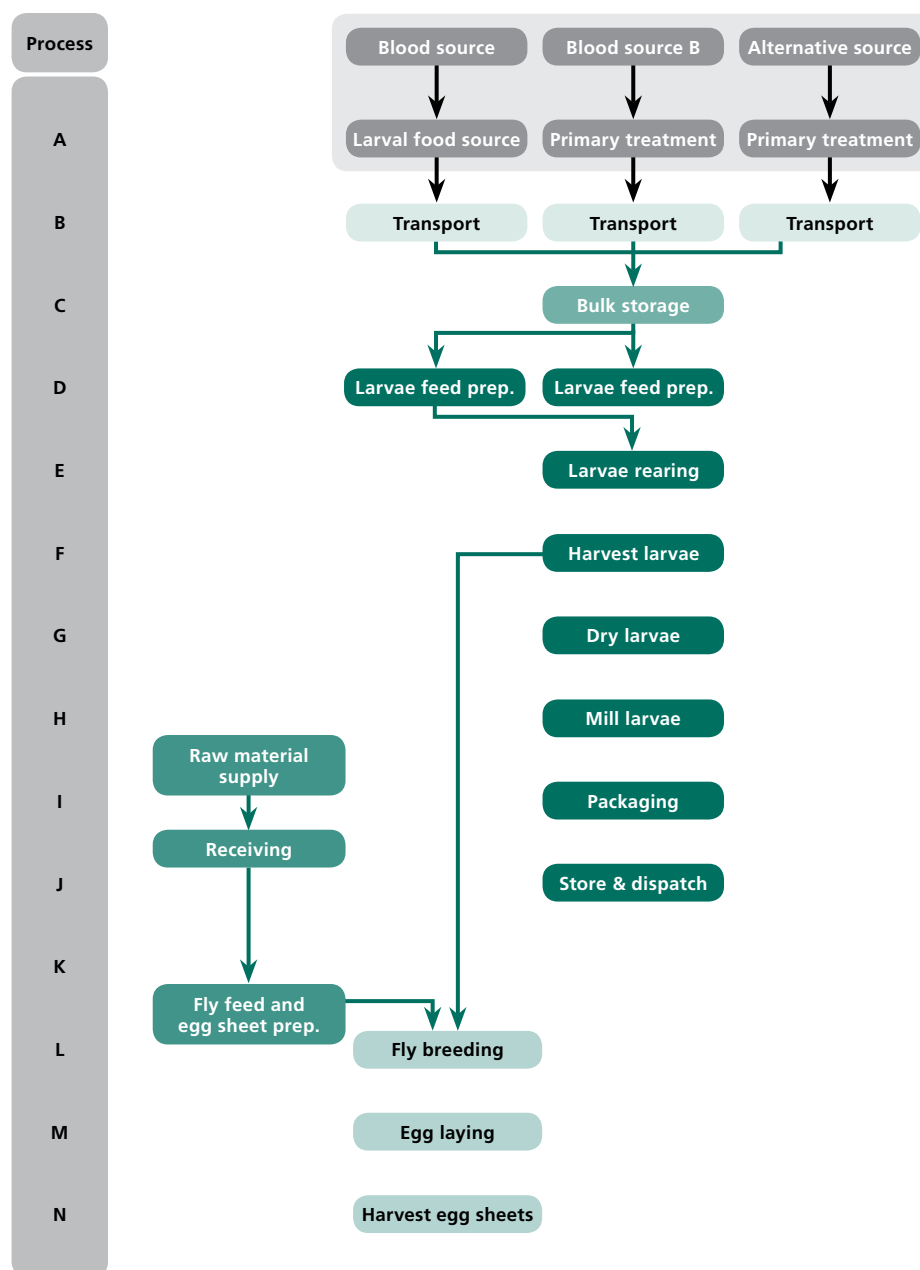 Process
Blood source
Blood source B
Alternative source
A
Larval food source
Primary treatment
Primary treatment
B
Transport
Transport
Transport
C
Bulk storage
D
Larvae feed prep.
Larvae feed prep.
E
Larvae rearing
F
Harvest larvae
G
Dry larvae
H
Mill larvae
Raw material
supply
I
Packaging
Receiving
J
Store & dispatch
K
Fly feed and
egg sheet prep.
L
Fly breeding
M
Egg laying
N
Harvest egg sheets